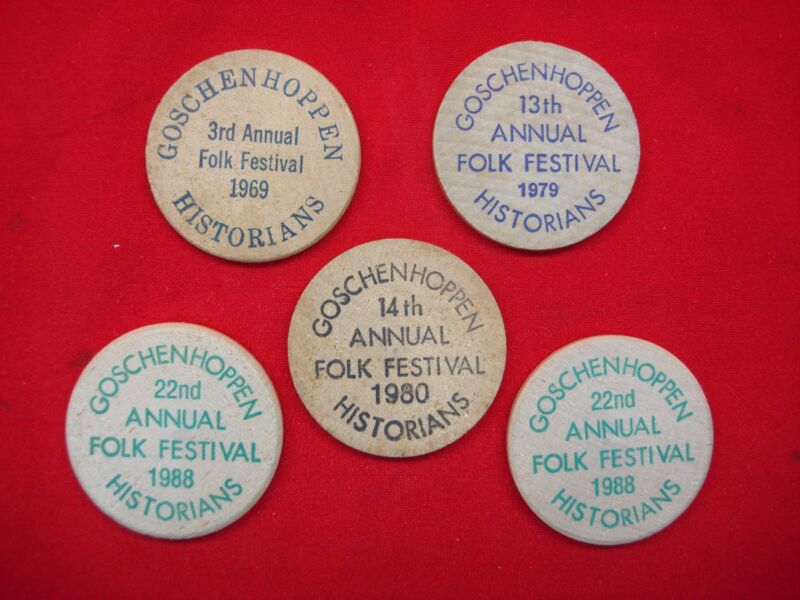 GOSCHENHOPPEN
3rd Annual
Folk Festival
1969
HISTORIANS
GOSCHENHOPPEN
13th
ANNUAL
FOLK FESTIVAL
1979
HISTORIANS
GOSCHENHOPPEN
14th
ANNUAL
FOLK FESTIVAL
1980
HISTORIANS
GOSCHENHOPPEN
22nd
ANNUAL
FOLK FESTIVAL
1988
HISTORIANS
GOSCHENHOPPEN
22nd
ANNUAL
FOLK FESTIVAL
1988
HISTORIANS